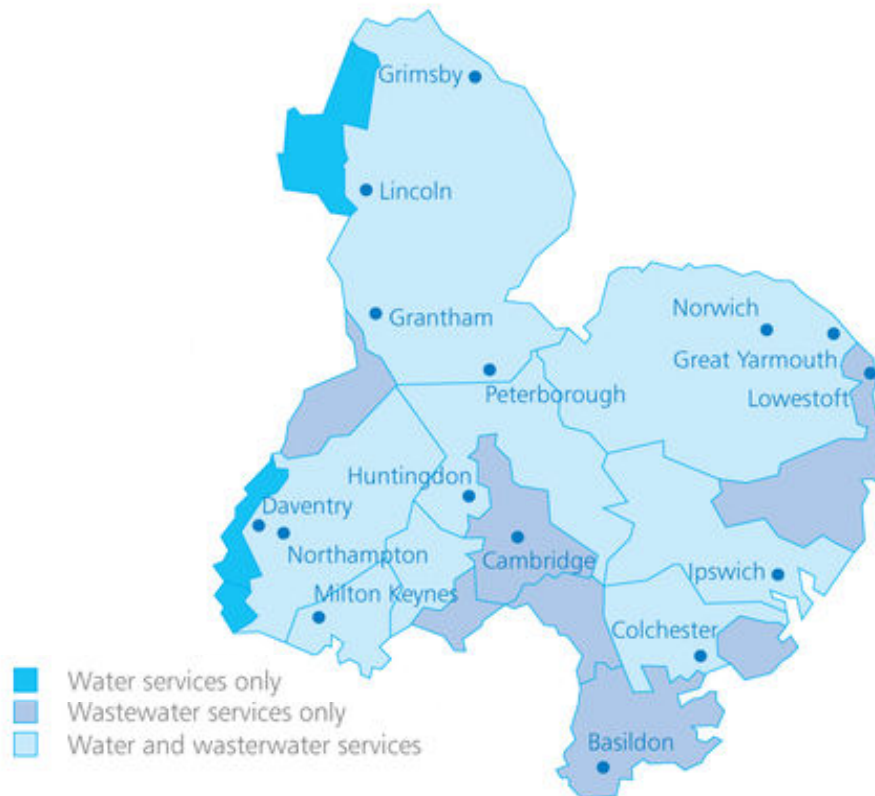 Grimsby
Lincoln
Grantham
Norwich
Great Yarmouth
Peterborough
Lowestoft
Huntingdon
Daventry
Northampton
Cambridge
Ipswich
Milton Keynes
Colchester
Water services only
Wastewater services only
Water and wasterwater services
Basildon